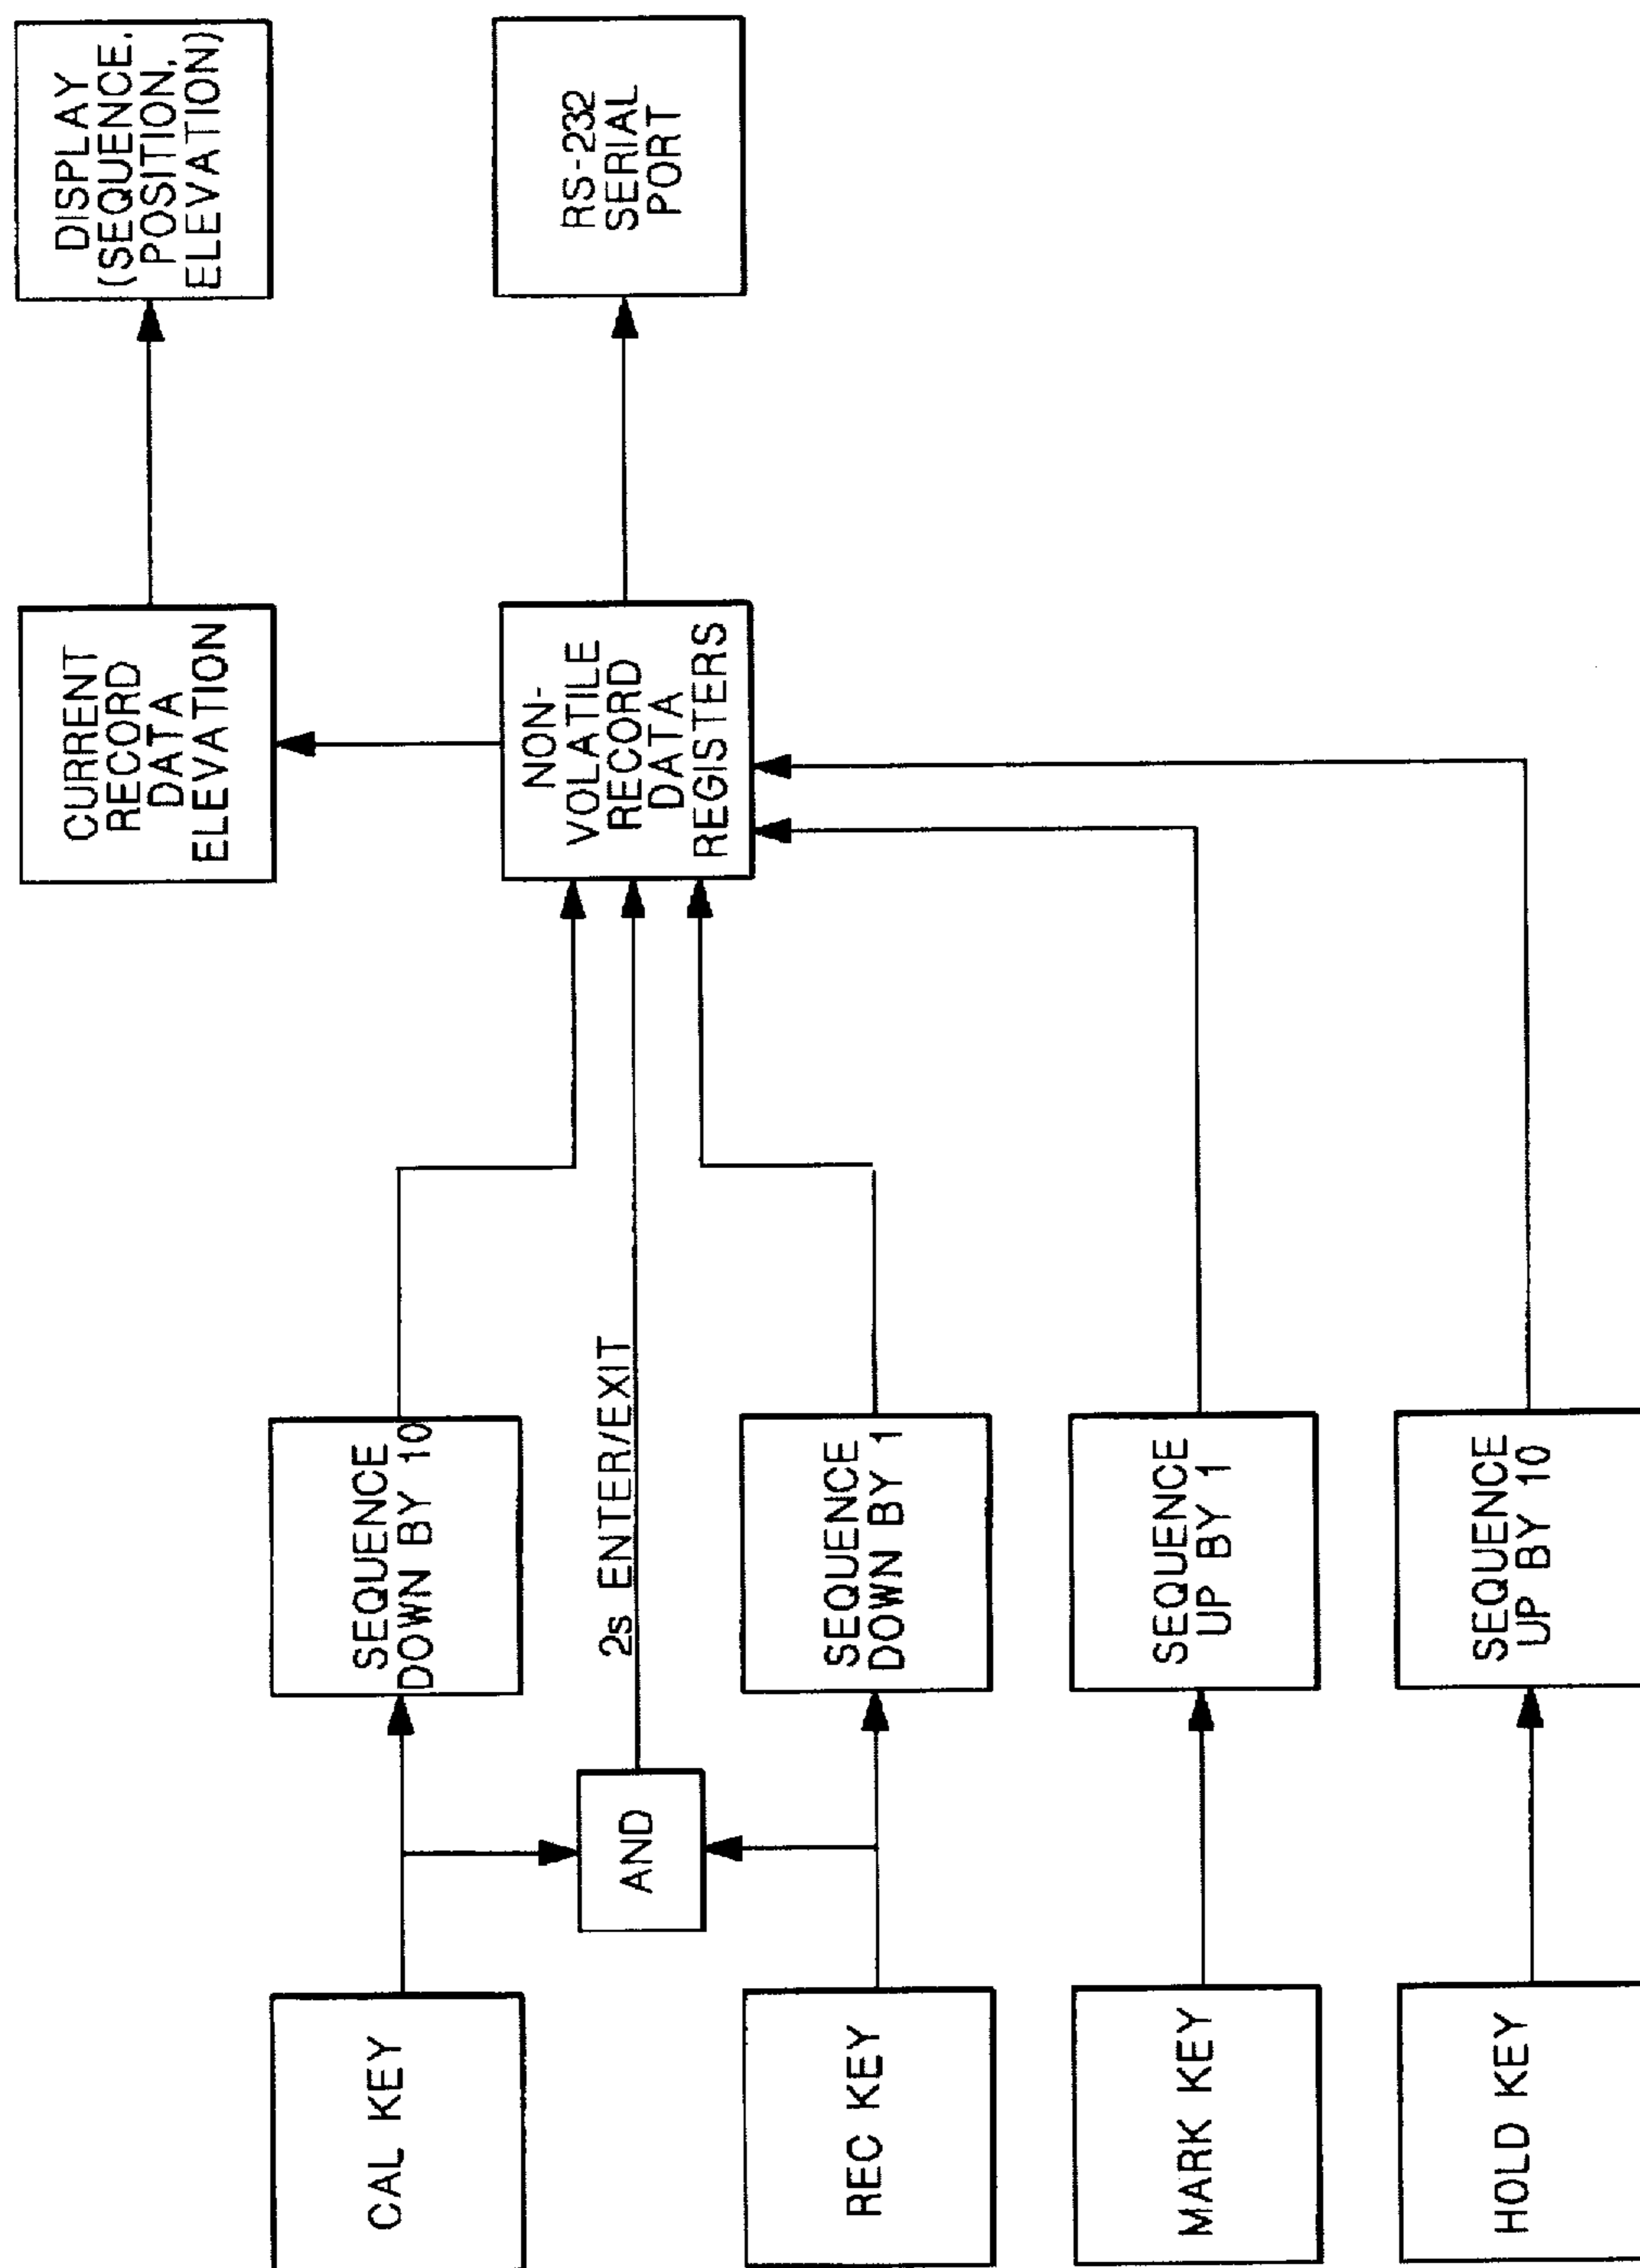 CAL KEY
REC KEY
MARK KEY
HOLD KEY
AND
SEQUENCE
DOWN BY 10
2s ENTER/EXIT
SEQUENCE
DOWN BY 1
SEQUENCE
UP BY 1
SEQUENCE
UP BY 10
CURRENT
RECORD
DATA
ELEVATION
NON-
VOLATILE
RECORD
DATA
REGISTERS
DISPLAY
(SEQUENCE,
POSITION,
ELEVATION)
RS-232
SERIAL
PORT